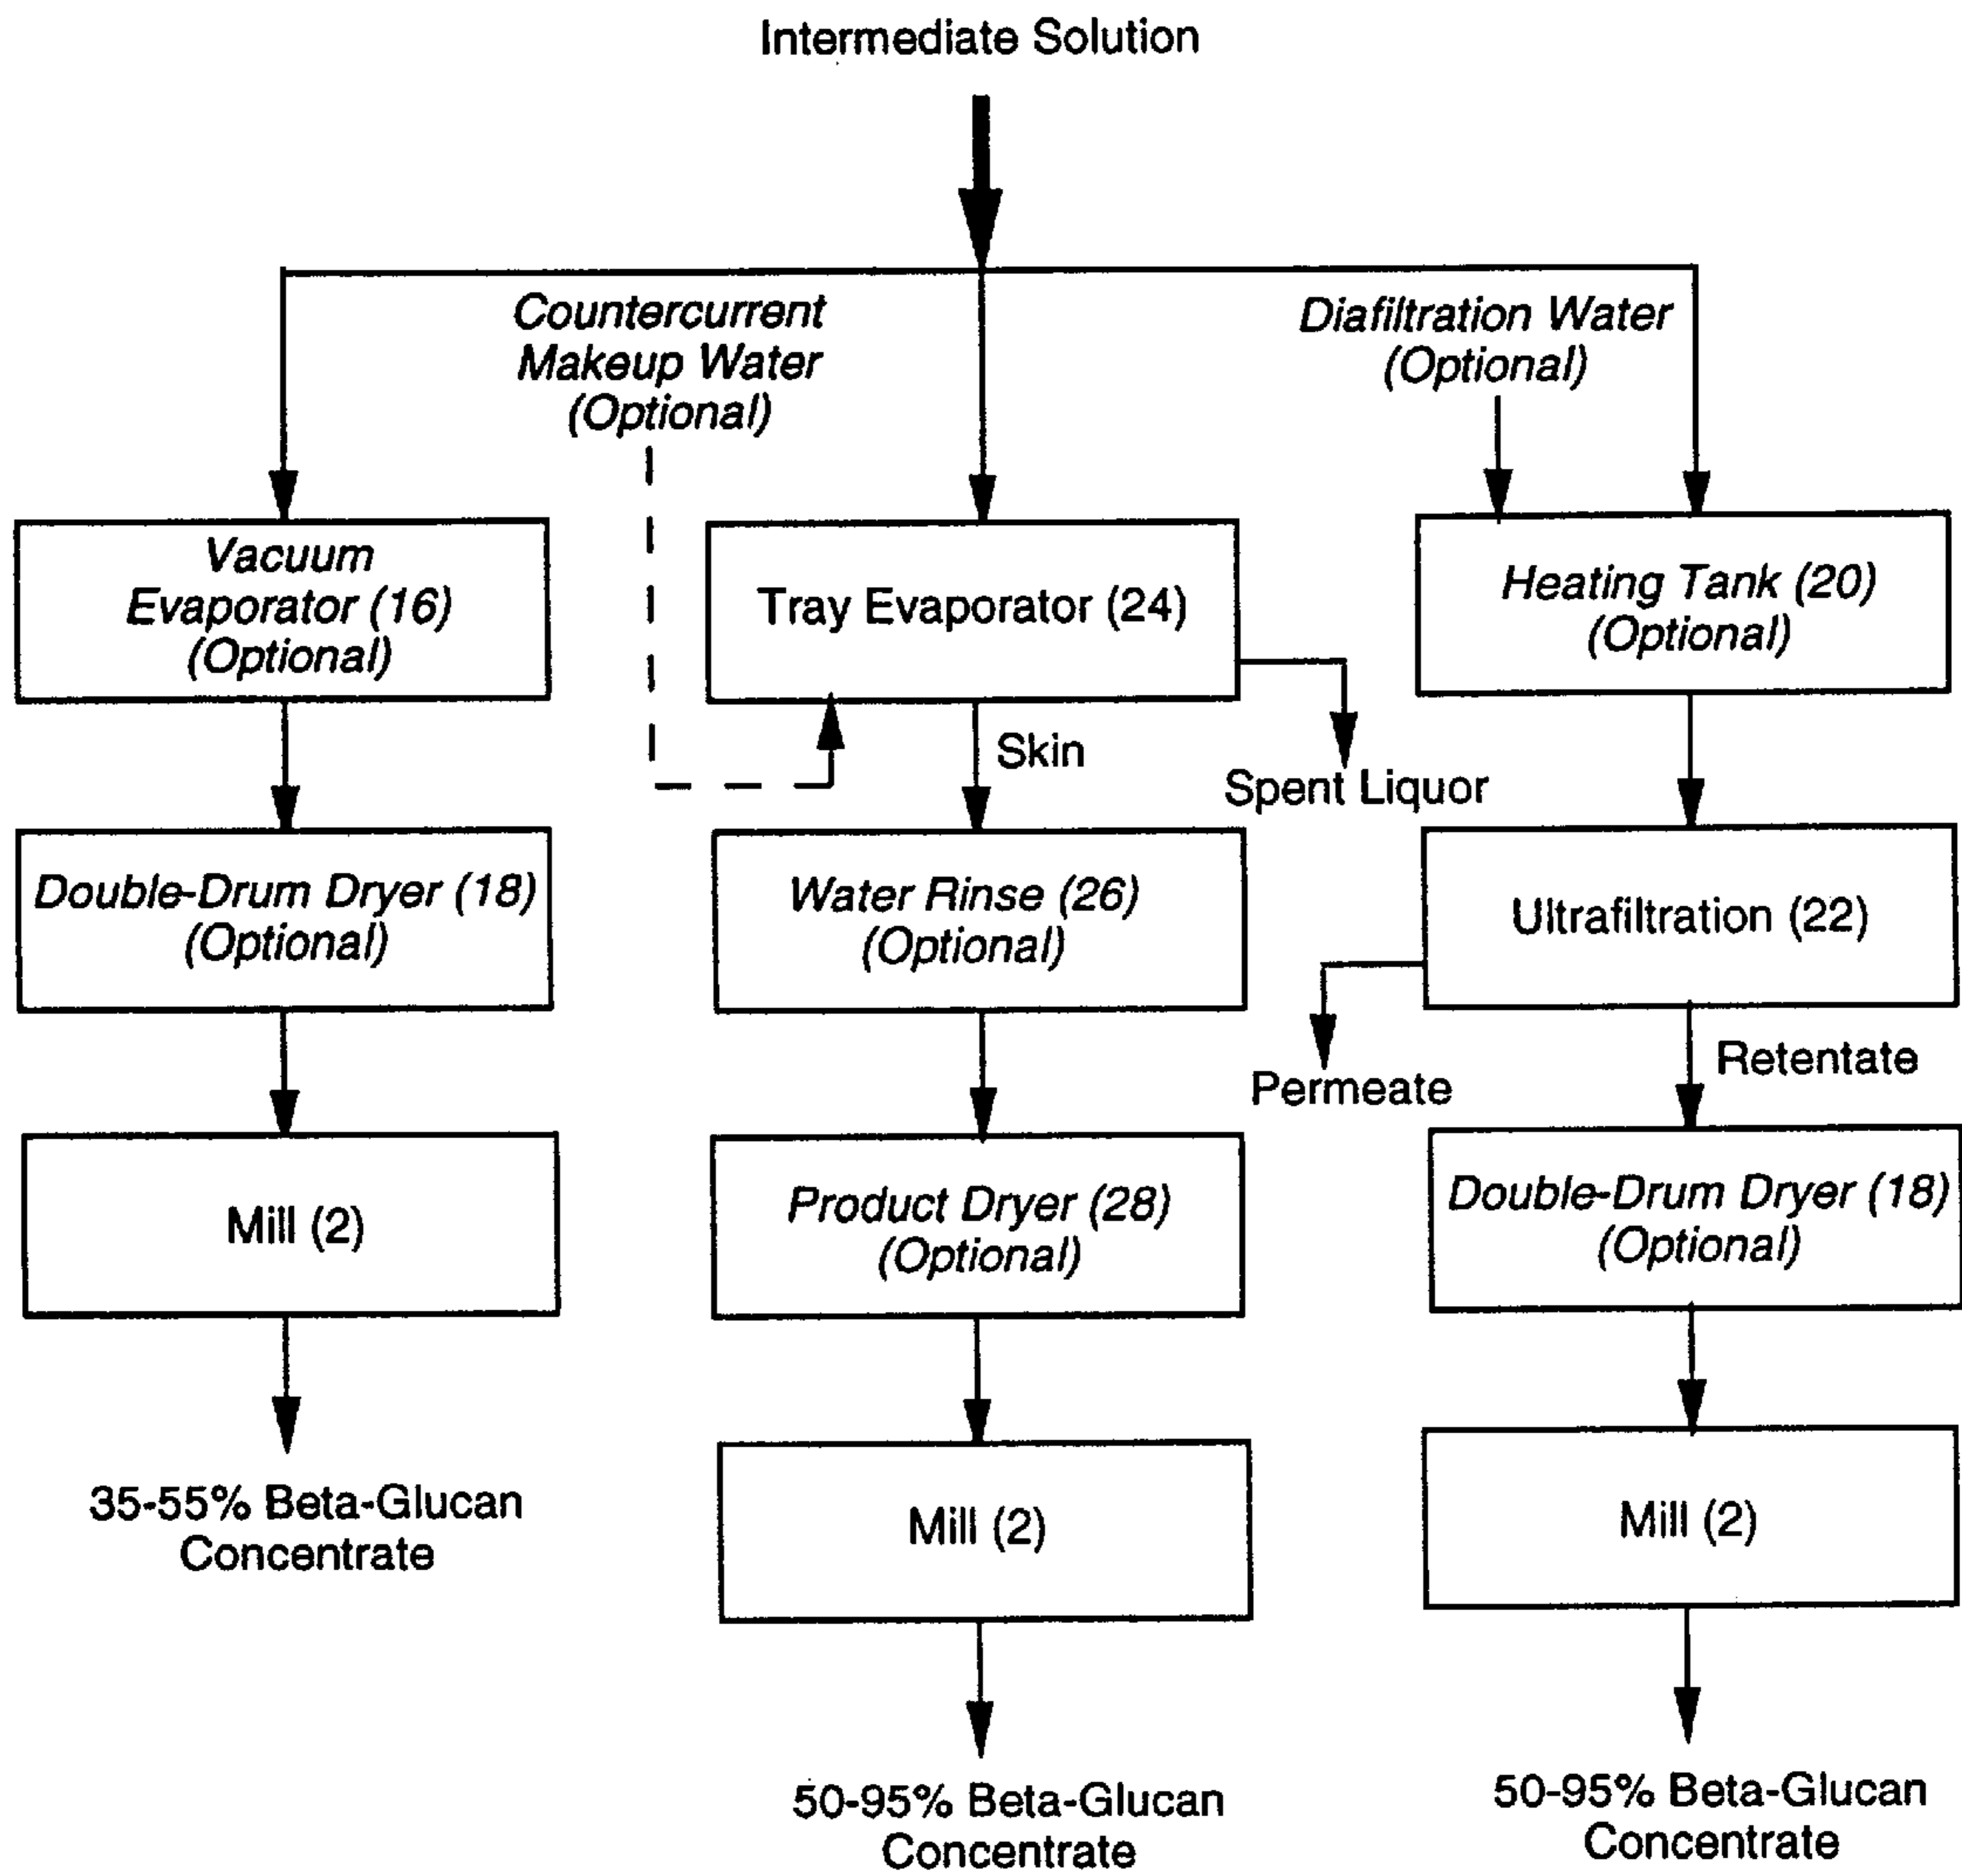 Intermediate Solution
Countercurrent
Makeup Water
(Optional)
Diafiltration Water
(Optional)
Vacuum
Evaporator (16)
(Optional)
Tray Evaporator (24)
Heating Tank (20)
(Optional)
Skin
Spent Liquor
Double-Drum Dryer (18)
(Optional)
Water Rinse (26)
(Optional)
Ultrafiltration (22)
Permeate
Retentate
Mill (2)
Product Dryer (28)
(Optional)
Double-Drum Dryer (18)
(Optional)
35-55% Beta-Glucan
Concentrate
Mill (2)
Mill (2)
50-95% Beta-Glucan
Concentrate
50-95% Beta-Glucan
Concentrate